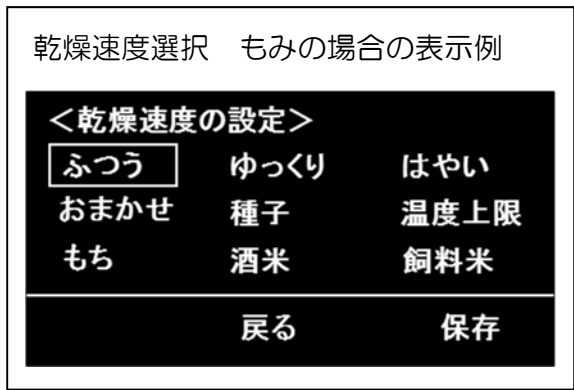 乾燥速度選択　もみの場合の表示例
＜乾燥速度の設定＞
ふつう　ゆっくり　はやい
おまかせ　種子　温度上限
もち　酒米　飼料米
戻る　保存